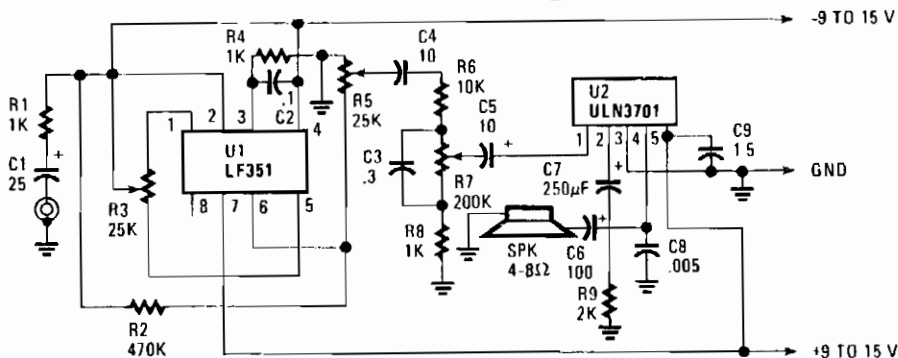 -9 TO 15 V
R4
1K
C4
10
R6
10K
U2
ULN3701
R1
1K
2
3
.1
C2
4
R5
25K
C5
10
1
U1
LF351
1 2 3 4 5
C9
15
C1
25
+
C3
.3
+
C7
250µF
+
GND
R3
25K
8 7 6 5
R7
200K
R8
1K
SPK
4-8Ω
C6
100
+
C8
.005
R2
470K
R9
2K
+9 TO 15 V